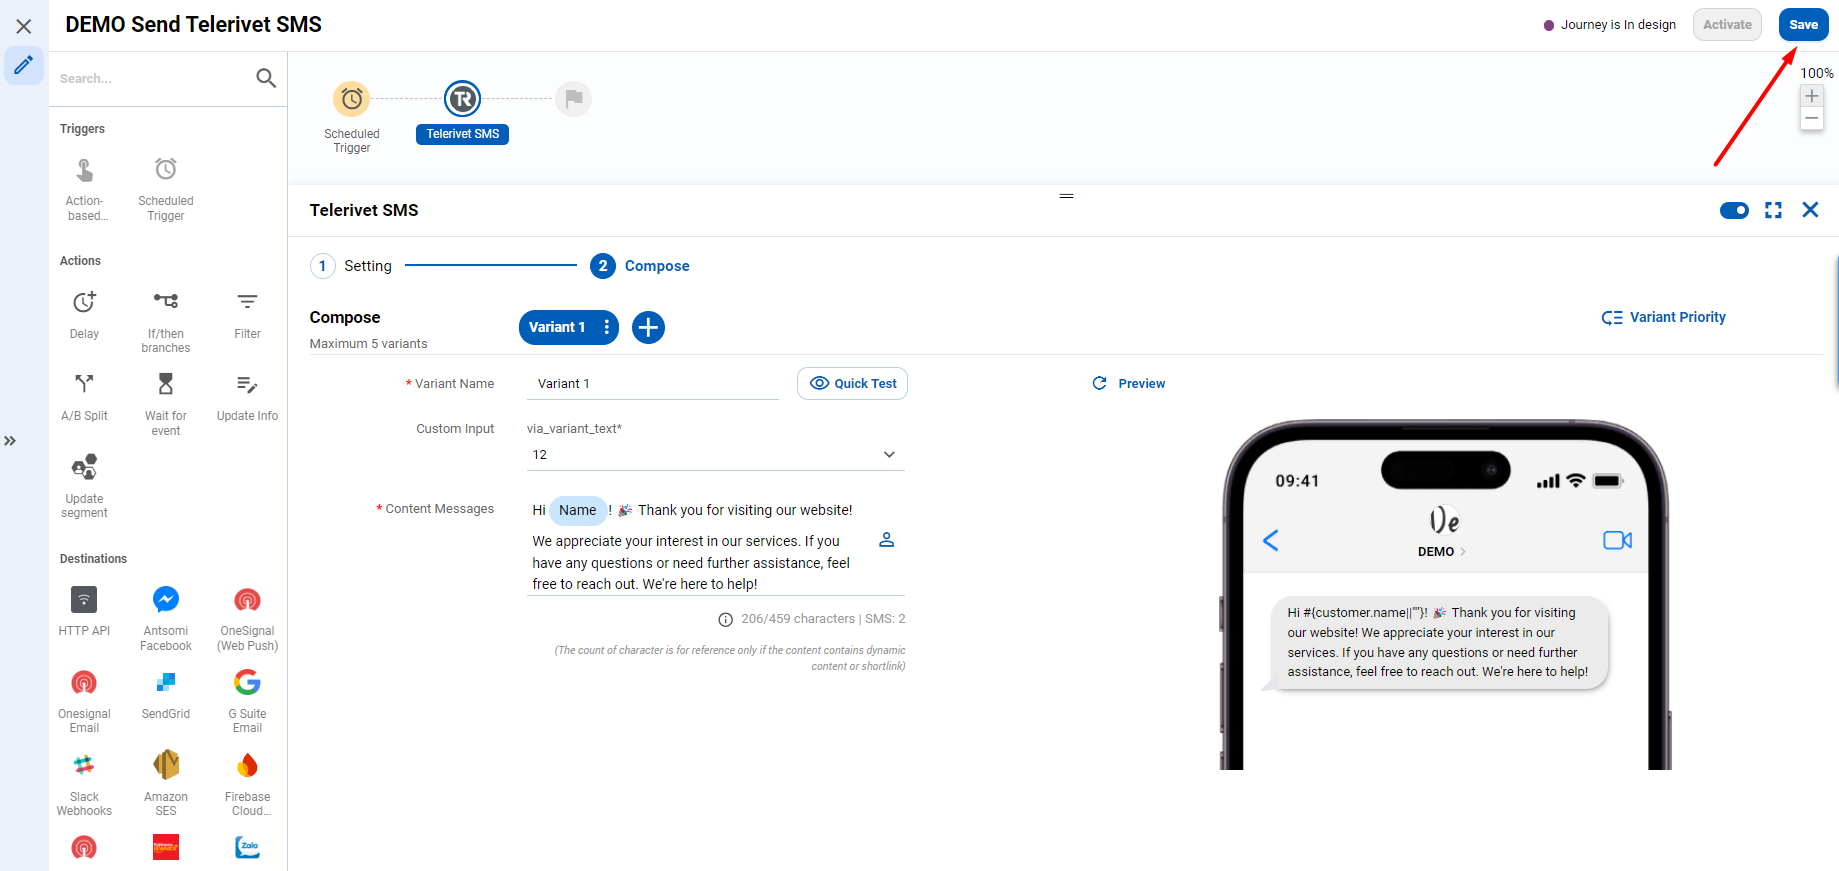 DEMO Send Telerivet SMS
Journey is In design
Activate
Save
Search...
100%
Triggers
Action-
based...
Scheduled
Trigger
Actions
Delay
If/then
branches
Filter
A/B Split
Wait for
event
Update Info
Update
segment
Destinations
HTTP API
Antsomi
Facebook
OneSignal
(Web Push)
Onesignal
Email
SendGrid
G Suite
Email
Slack
Webhooks
Amazon
SES
Firebase
Cloud...
Zalo
Scheduled
Trigger
TR
Telerivet SMS
Telerivet SMS
1 Setting
2 Compose
Compose
Maximum 5 variants
Variant 1
Variant Priority
* Variant Name
Variant 1
Quick Test
Preview
Custom Input
via_variant_text*
12
* Content Messages
Hi Name ! 🎉 Thank you for visiting our website!
We appreciate your interest in our services. If you
have any questions or need further assistance, feel
free to reach out. We're here to help!
206/459 characters | SMS: 2
(The count of character is for reference only if the content contains dynamic
content or shortlink)
09:41
De
DEMO
Hi #{customer.name||""}! 🎉 Thank you for visiting
our website! We appreciate your interest in our
services. If you have any questions or need further
assistance, feel free to reach out. We're here to help!